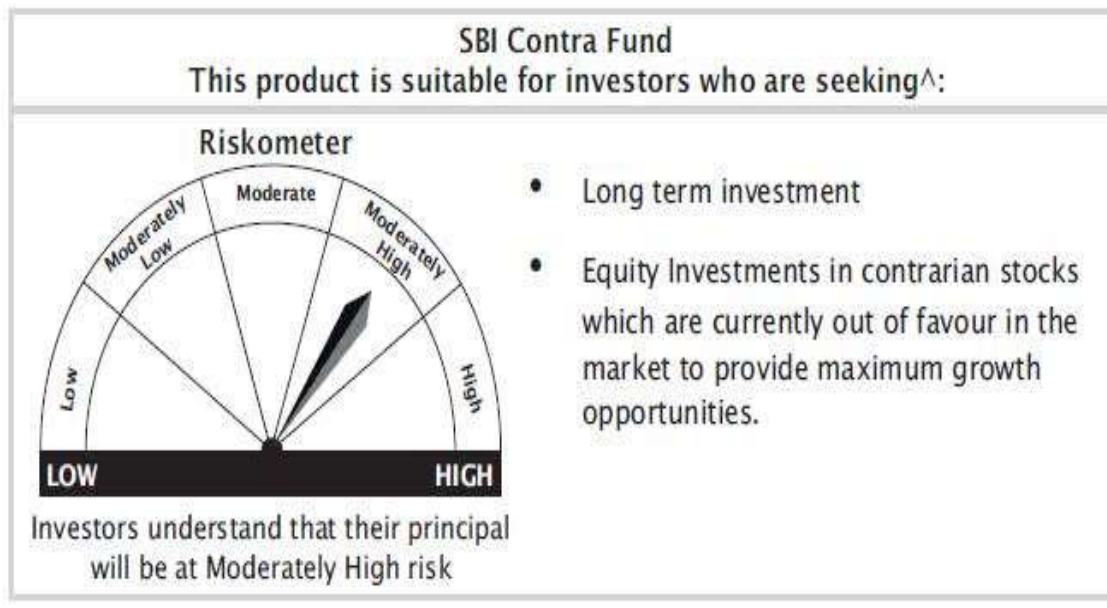 SBI Contra Fund
This product is suitable for investors who are seeking^:
Riskometer
Low
Moderately
Low
Moderate
Moderately
High
High
LOW
HIGH
Investors understand that their principal
will be at Moderately High risk
• Long term investment
• Equity Investments in contrarian stocks
which are currently out of favour in the
market to provide maximum growth
opportunities.